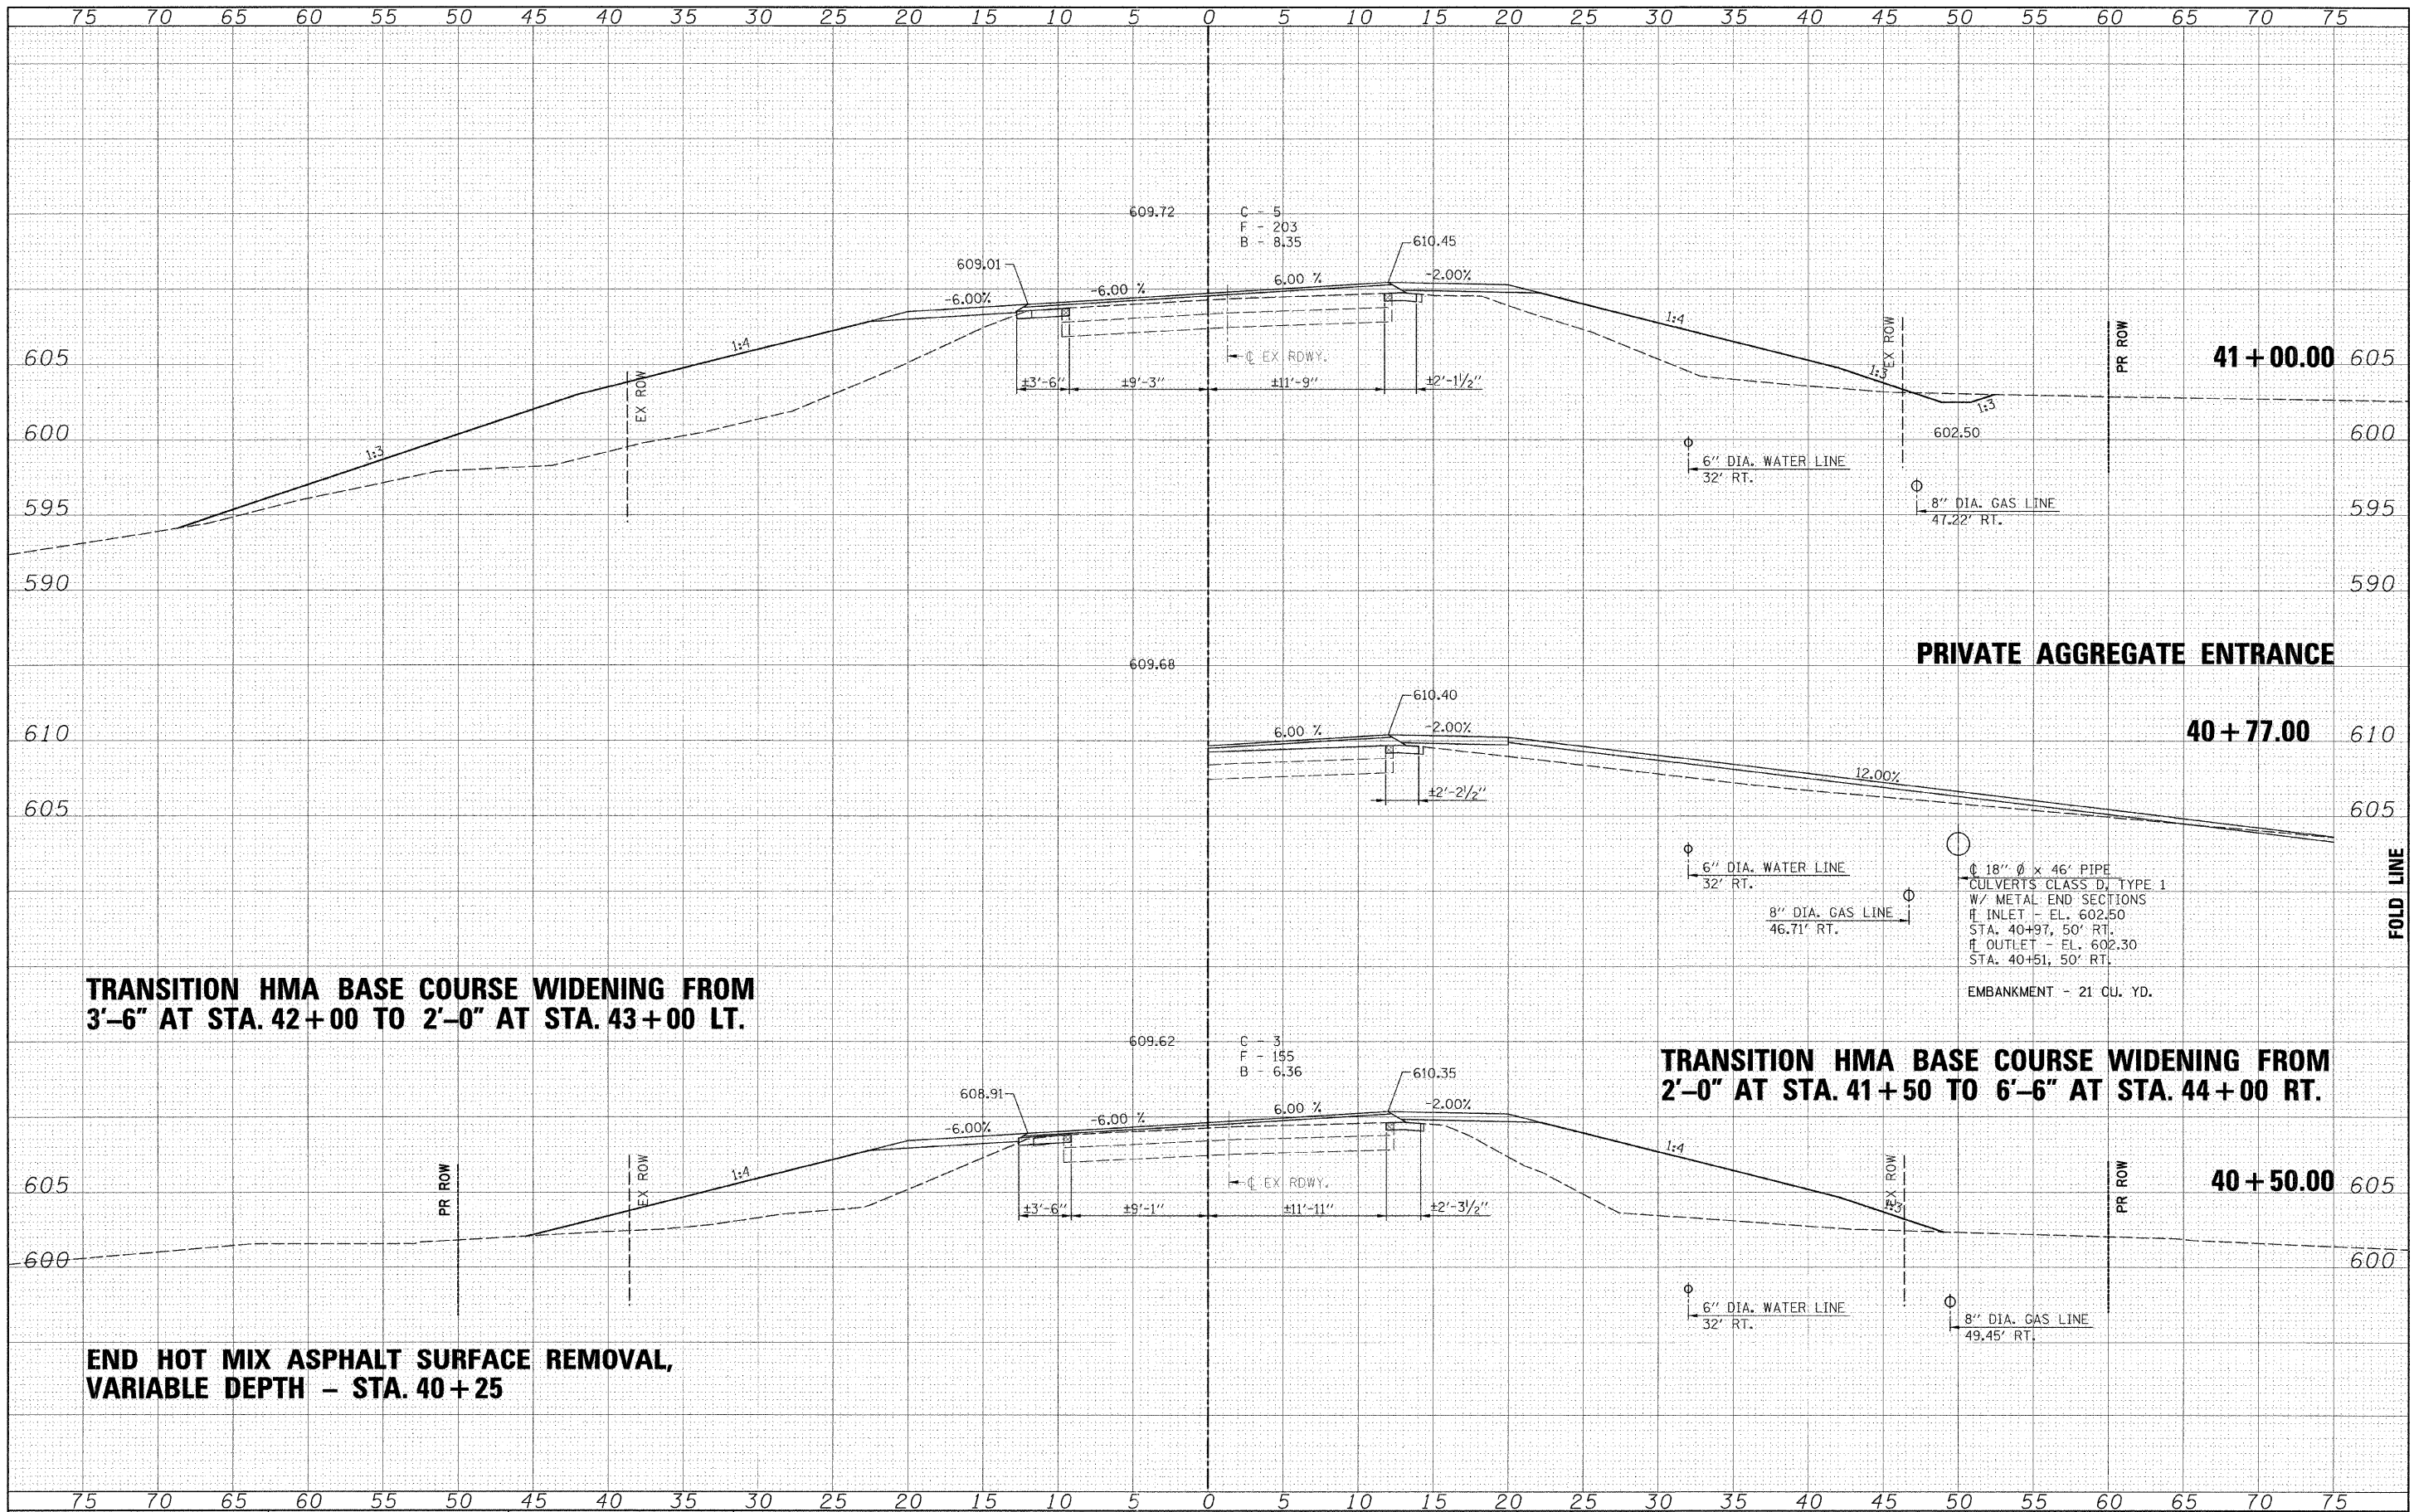 75 70 65 60 55 50 45 40 35 30 25 20 15 10 5 0 5 10 15 20 25 30 35 40 45 50 55 60 65 70 75
609.72
C - 5
F - 203
B - 8.35
610.45
609.01
-6.00%
-6.00 %
6.00 %
-2.00%
1:4
1:4
EX ROW
PR ROW
605
41+00.00
605
℄ EX RDWY.
1:3
±3'-6"
±9'-3"
±11'-9"
±2'-1½"
EX ROW
1:3
600
602.50
600
1:3
6" DIA. WATER LINE
32' RT.
595
8" DIA. GAS LINE
47.22' RT.
595
590
590
PRIVATE AGGREGATE ENTRANCE
609.68
610.40
610
6.00 %
-2.00%
40+77.00
610
12.00%
±2'-2½"
605
605
6" DIA. WATER LINE
32' RT.
8" DIA. GAS LINE
46.71' RT.
℄ 18" Ø x 46' PIPE
CULVERTS CLASS D, TYPE 1
W/ METAL END SECTIONS
FL INLET - EL. 602.50
STA. 40+97, 50' RT.
FL OUTLET - EL. 602.30
STA. 40+51, 50' RT.
EMBANKMENT - 21 CU. YD.
FOLD LINE
TRANSITION HMA BASE COURSE WIDENING FROM
3'-6" AT STA. 42+00 TO 2'-0" AT STA. 43+00 LT.
609.62
C - 3
F - 155
B - 6.36
TRANSITION HMA BASE COURSE WIDENING FROM
2'-0" AT STA. 41+50 TO 6'-6" AT STA. 44+00 RT.
610.35
608.91
-6.00%
-6.00 %
6.00 %
-2.00%
1:4
1:4
PR ROW
EX ROW
EX ROW
PR ROW
605
40+50.00
605
℄ EX RDWY.
1:3
±3'-6"
±9'-1"
±11'-11"
±2'-3½"
600
600
6" DIA. WATER LINE
32' RT.
8" DIA. GAS LINE
49.45' RT.
END HOT MIX ASPHALT SURFACE REMOVAL,
VARIABLE DEPTH - STA. 40+25
75 70 65 60 55 50 45 40 35 30 25 20 15 10 5 0 5 10 15 20 25 30 35 40 45 50 55 60 65 70 75